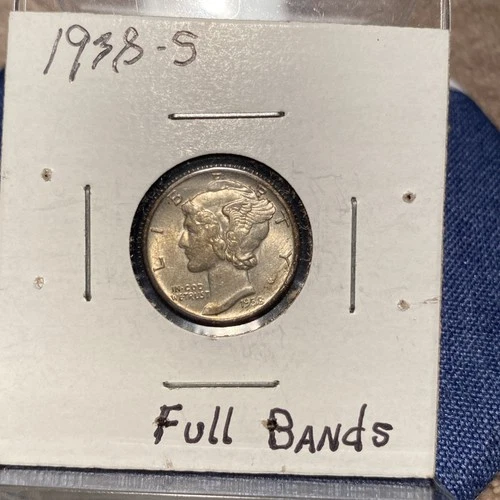 1938-S
LIBERTY
IN GOD
WE TRUST
1938
Full BANds